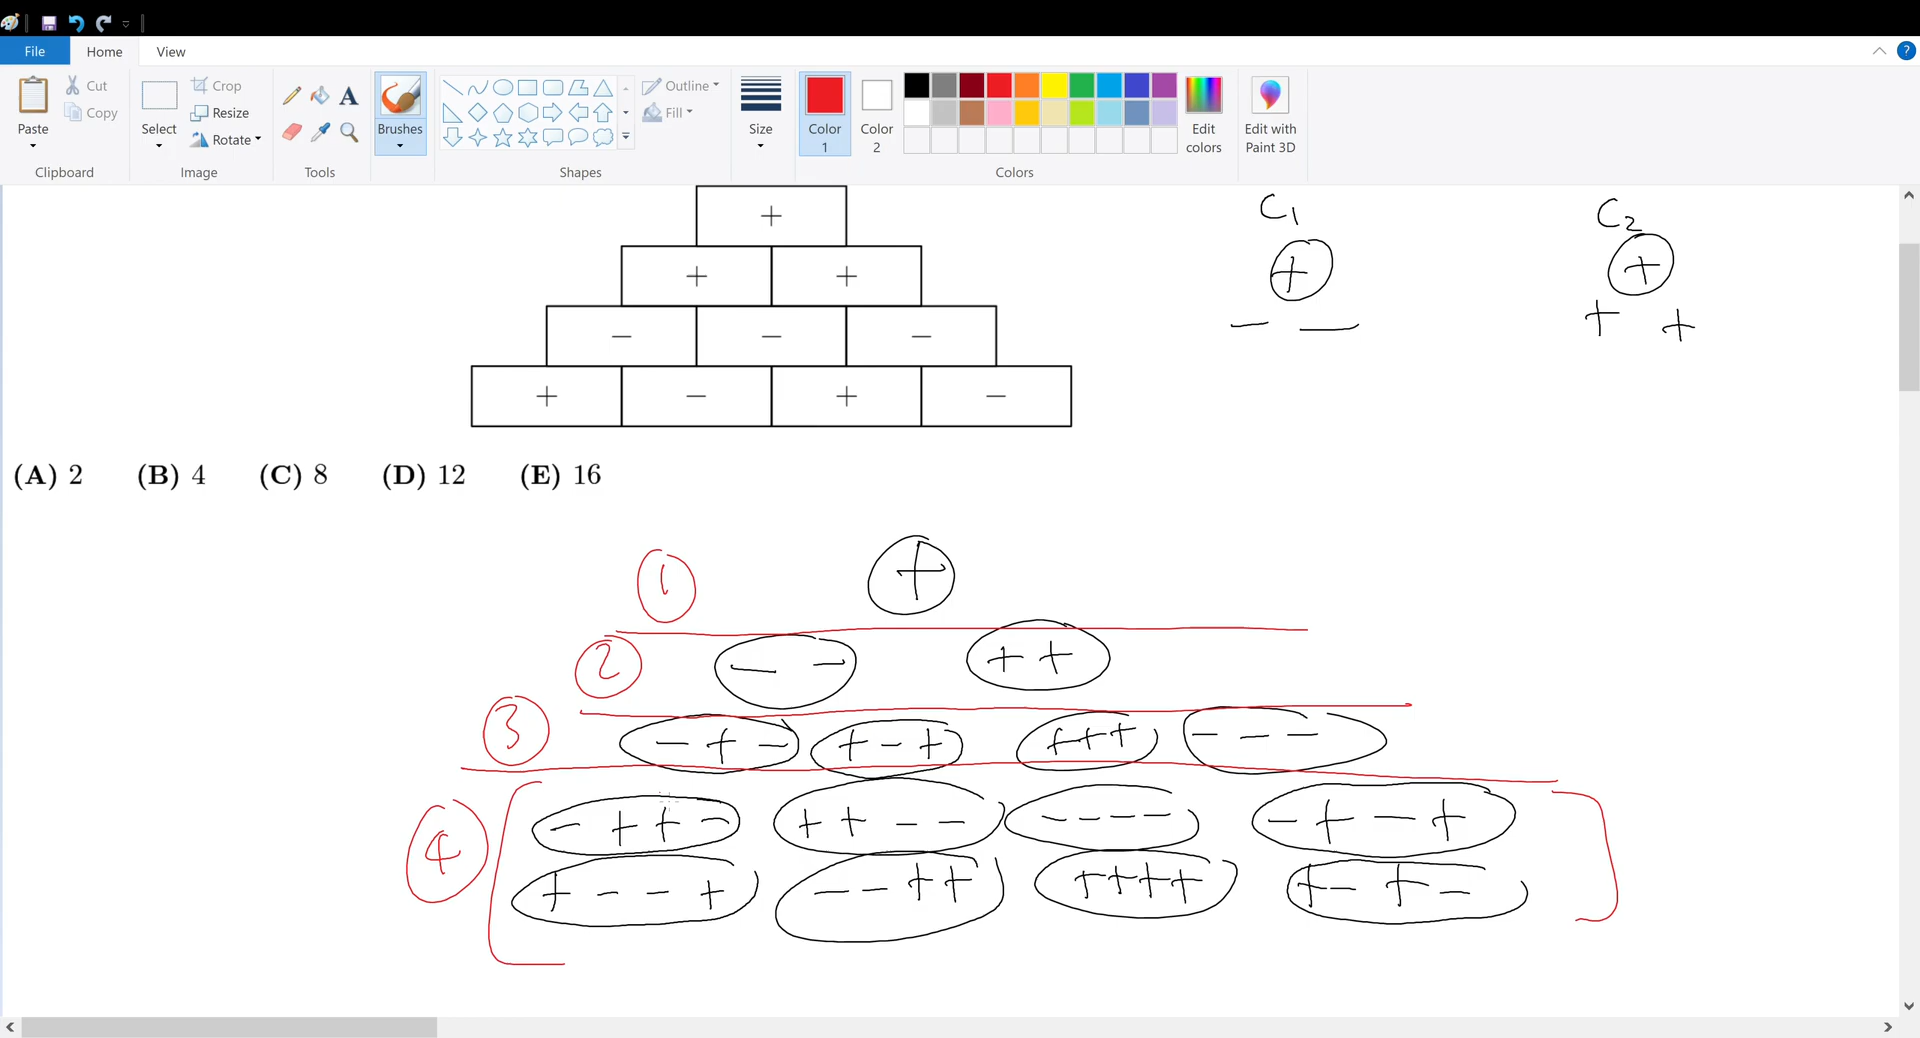 File Home View
Paste Cut Copy Clipboard
Select Crop Resize Rotate Image
A Tools
Brushes
Shapes
Outline Fill
Size
Color 1 Color 2
Edit colors Colors
Edit with Paint 3D
?
+
+ +
− − −
+ − + −
C1 C2
+ +
− − + +
(A) 2 (B) 4 (C) 8 (D) 12 (E) 16
1 +
2 − − + +
3 − + − + − + + + + − − −
4 − + + − + + − − − − − − − + − +
+ − − + − − + + + + + + + − + −